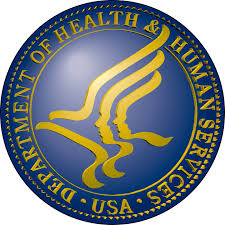 DEPARTMENT OF HEALTH & HUMAN SERVICES
· USA ·